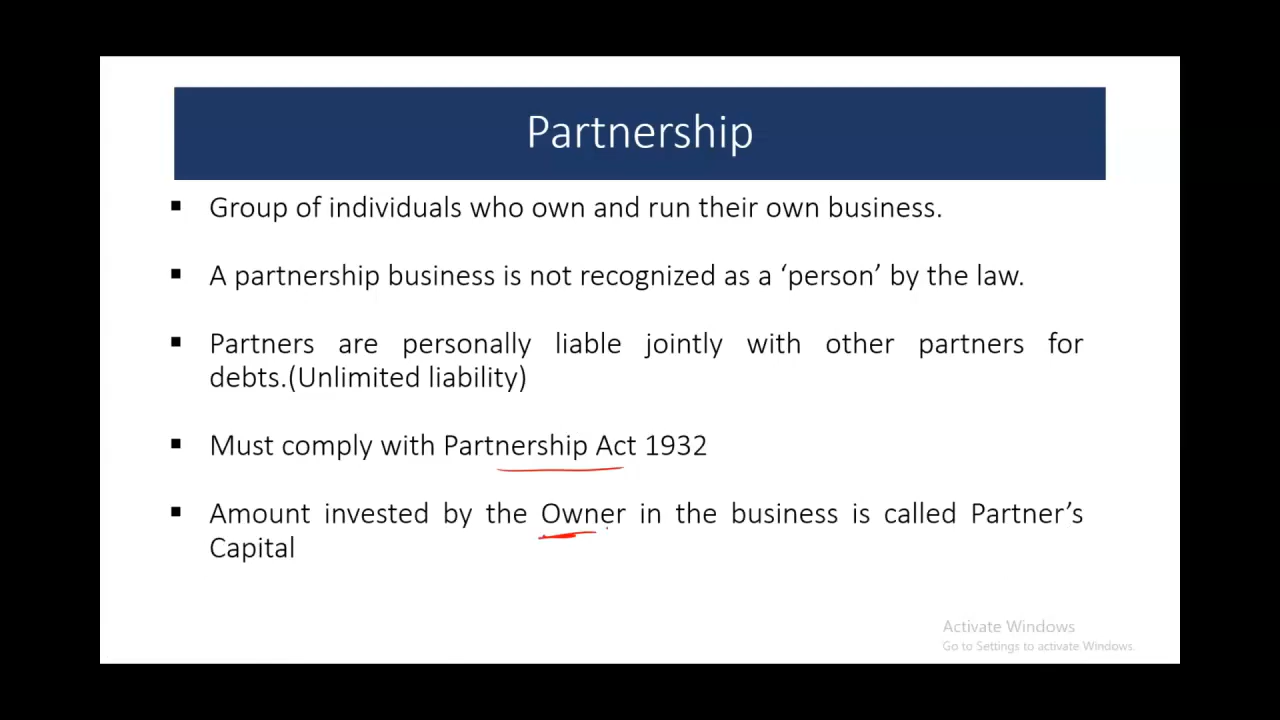 Partnership
▪ Group of individuals who own and run their own business.
▪ A partnership business is not recognized as a ‘person’ by the law.
▪ Partners are personally liable jointly with other partners for
debts.(Unlimited liability)
▪ Must comply with Partnership Act 1932
▪ Amount invested by the Owner in the business is called Partner’s
Capital
Activate Windows
Go to Settings to activate Windows.